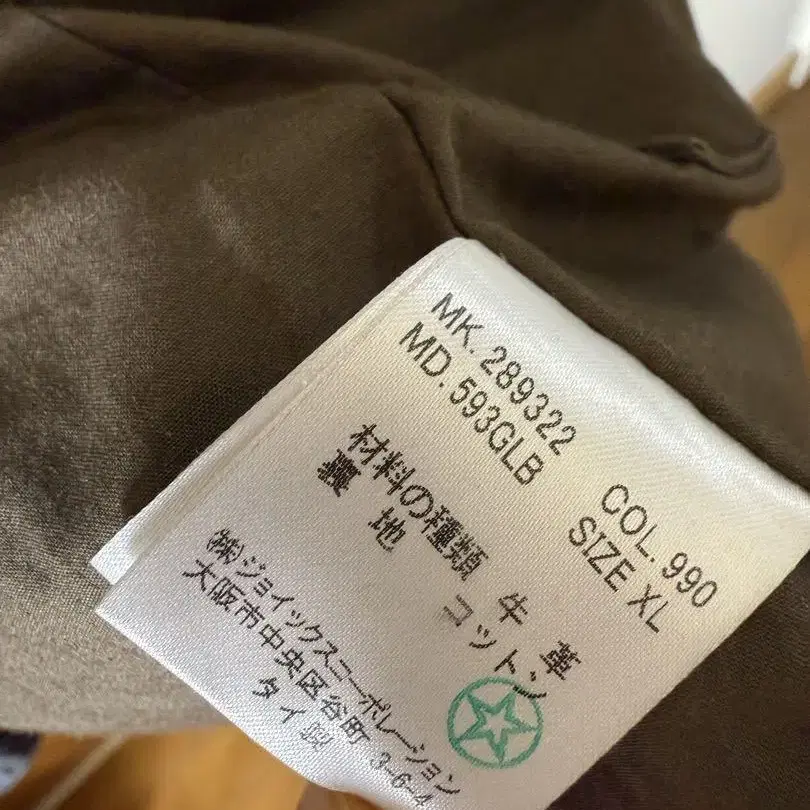 MK. 289322 COL. 990
MD. 593GLB SIZE XL
材料の種類 牛 革
裏 地 コットン
㈱ジョイックスコーポレーション
大阪市中央区谷町 3-6-4
タイ製